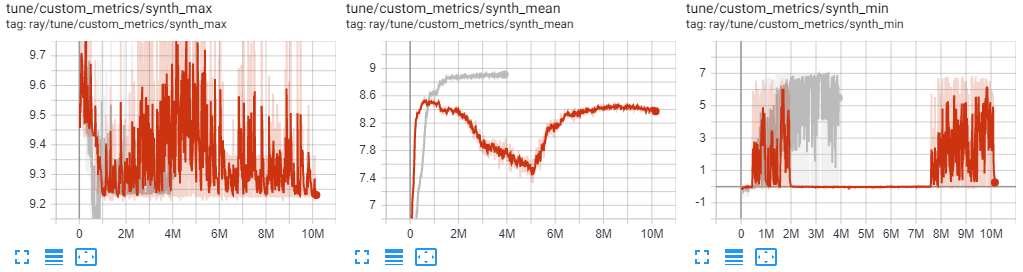 tune/custom_metrics/synth_max
tag: ray/tune/custom_metrics/synth_max
9.7
9.6
9.5
9.4
9.3
9.2
0 2M 4M 6M 8M 10M
tune/custom_metrics/synth_mean
tag: ray/tune/custom_metrics/synth_mean
9
8.6
8.2
7.8
7.4
7
0 2M 4M 6M 8M 10M
tune/custom_metrics/synth_min
tag: ray/tune/custom_metrics/synth_min
7
5
3
1
-1
0 1M 2M 3M 4M 5M 6M 7M 8M 9M 10M